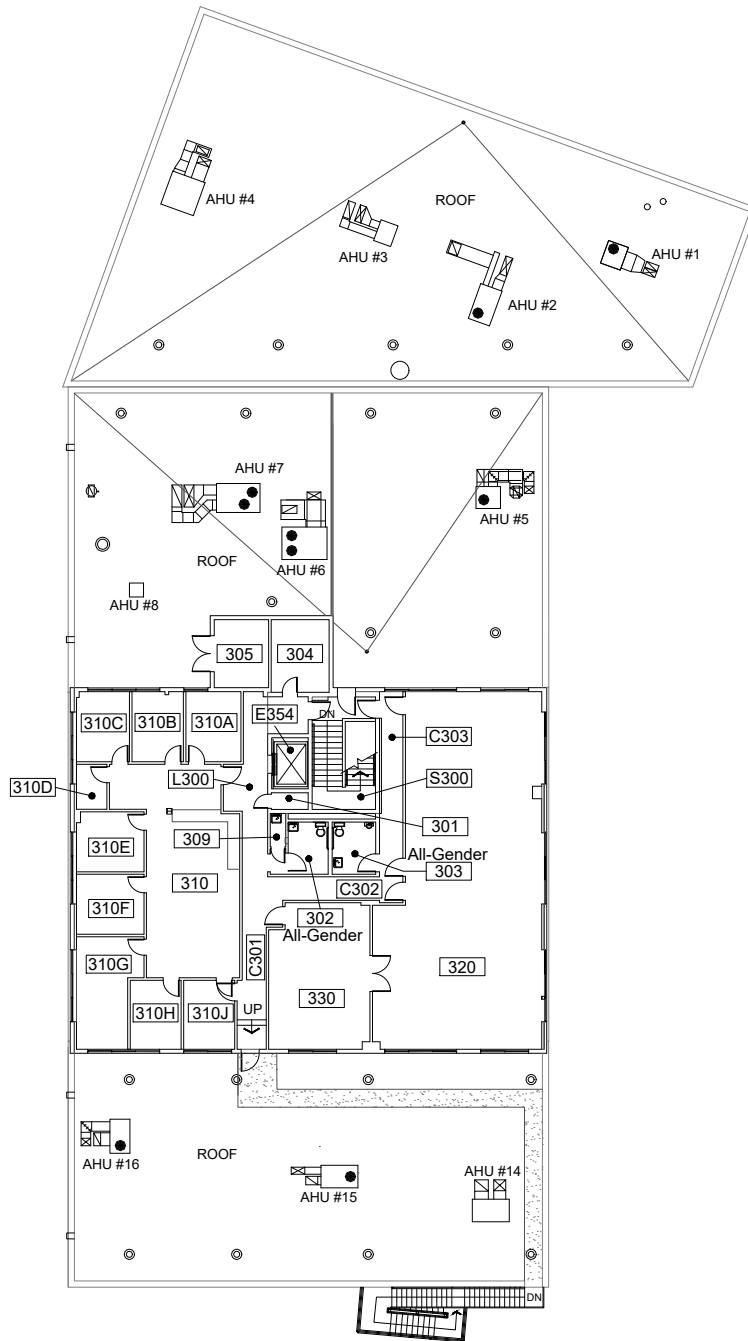 AHU #4
ROOF
AHU #3
AHU #1
AHU #2
AHU #7
AHU #5
ROOF
AHU #6
AHU #8
305
304
310C
310B
310A
E354
DN
C303
L300
S300
310D
301
309
All-Gender
310E
303
310
C302
310F
302
All-Gender
C301
310G
320
330
310H
310J
UP
ROOF
AHU #16
AHU #15
AHU #14
DN